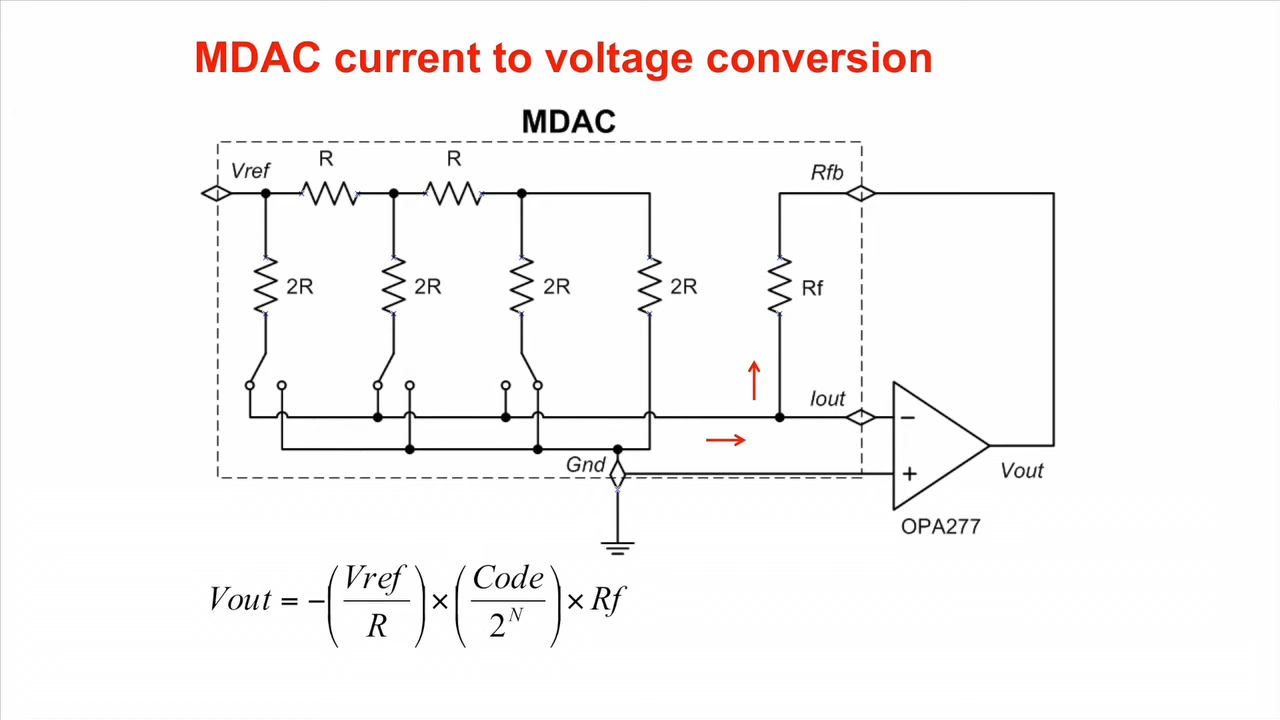 MDAC current to voltage conversion
MDAC
R R
Vref Rfb
2R 2R 2R 2R Rf
Iout
−
Gnd
+
Vout
OPA277
Vout = −(Vref/R) × (Code/2^N) × Rf